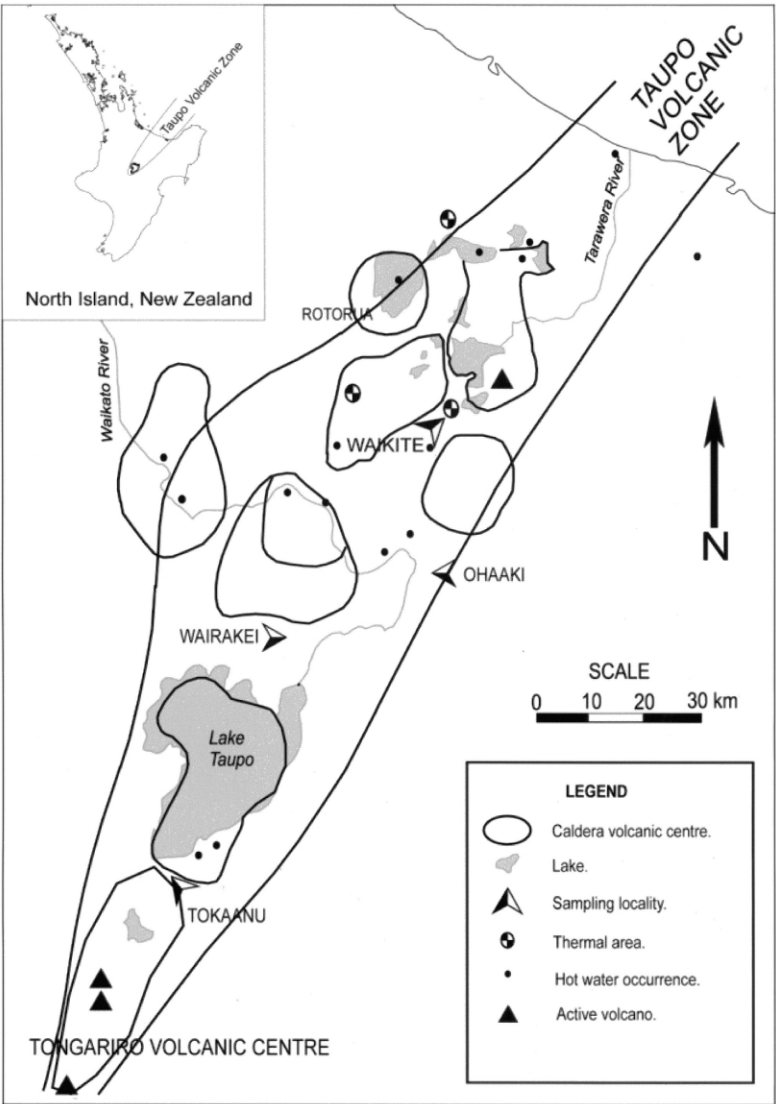 TAUPO
VOLCANIC
ZONE
Taupo Volcanic Zone
North Island, New Zealand
Tarawera River
ROTORUA
Waikato River
WAIKITE
N
OHAAKI
WAIRAKEI
SCALE
0 10 20 30 km
Lake
Taupo
TOKAANU
TONGARIRO VOLCANIC CENTRE
LEGEND
Caldera volcanic centre.
Lake.
Sampling locality.
Thermal area.
Hot water occurrence.
Active volcano.